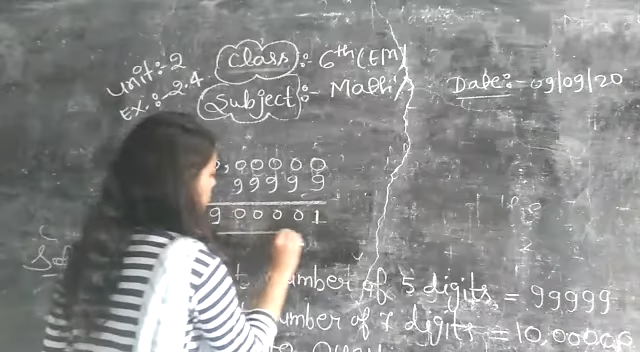 Unit:-2
Class:- 6th (EM)
Ex.:-2.4
Subject:- Maths
Date:- 09/09/20
0,00000
99999
900001
number of 5 digits = 99999
number of 7 digits = 10,00000